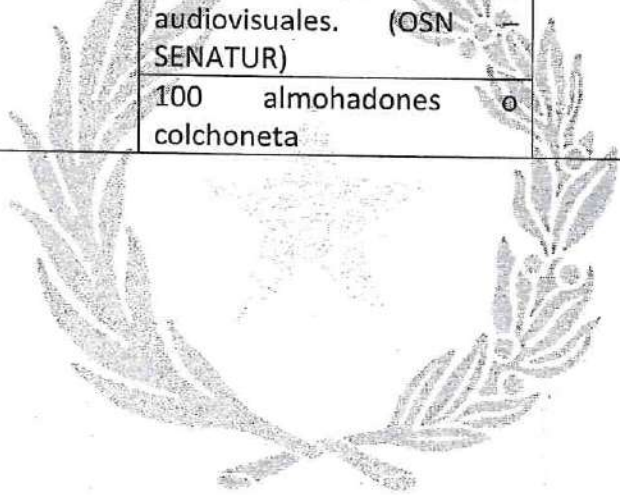 audiovisuales. (OSN –
SENATUR)
100 almohadones o
colchoneta